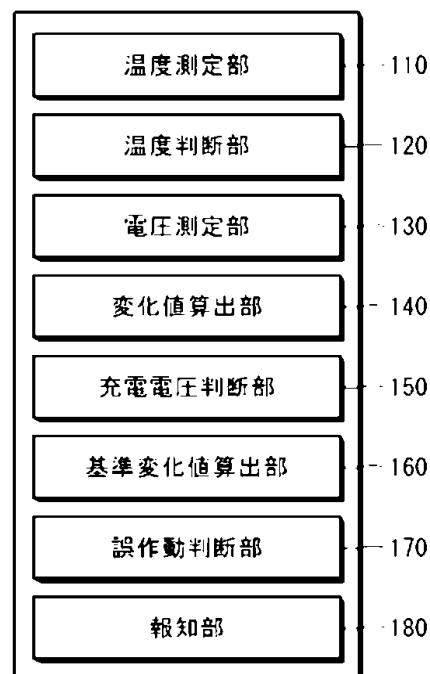 温度測定部 110
温度判断部 120
電圧測定部 130
変化値算出部 140
充電電圧判断部 150
基準変化値算出部 160
誤作動判断部 170
報知部 180